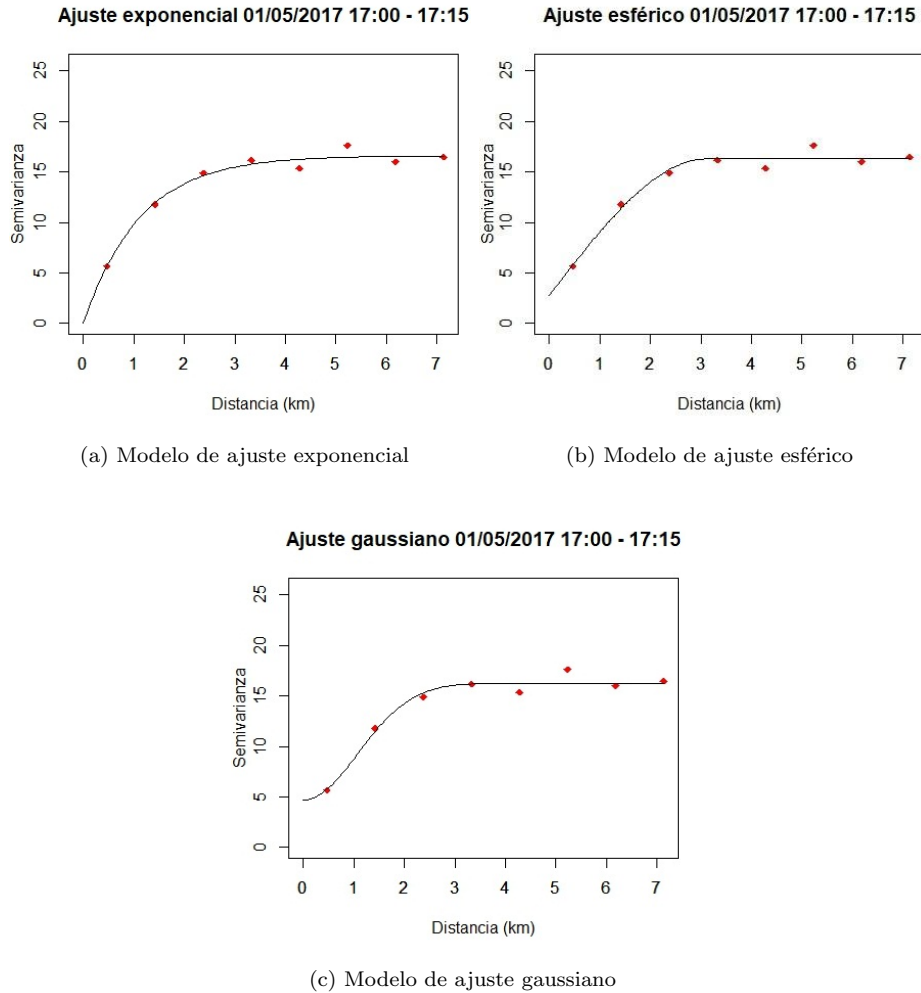 Ajuste exponencial 01/05/2017 17:00 - 17:15
25
20
15
10
5
0
Semivarianza
0 1 2 3 4 5 6 7
Distancia (km)
(a) Modelo de ajuste exponencial
Ajuste esférico 01/05/2017 17:00 - 17:15
25
20
15
10
5
0
Semivarianza
0 1 2 3 4 5 6 7
Distancia (km)
(b) Modelo de ajuste esférico
Ajuste gaussiano 01/05/2017 17:00 - 17:15
25
20
15
10
5
0
Semivarianza
0 1 2 3 4 5 6 7
Distancia (km)
(c) Modelo de ajuste gaussiano